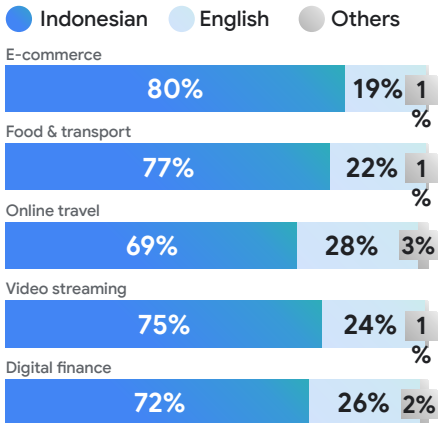 Indonesian English Others
E-commerce
80% 19% 1
%
Food & transport
77% 22% 1
%
Online travel
69% 28% 3%
Video streaming
75% 24% 1
%
Digital finance
72% 26% 2%